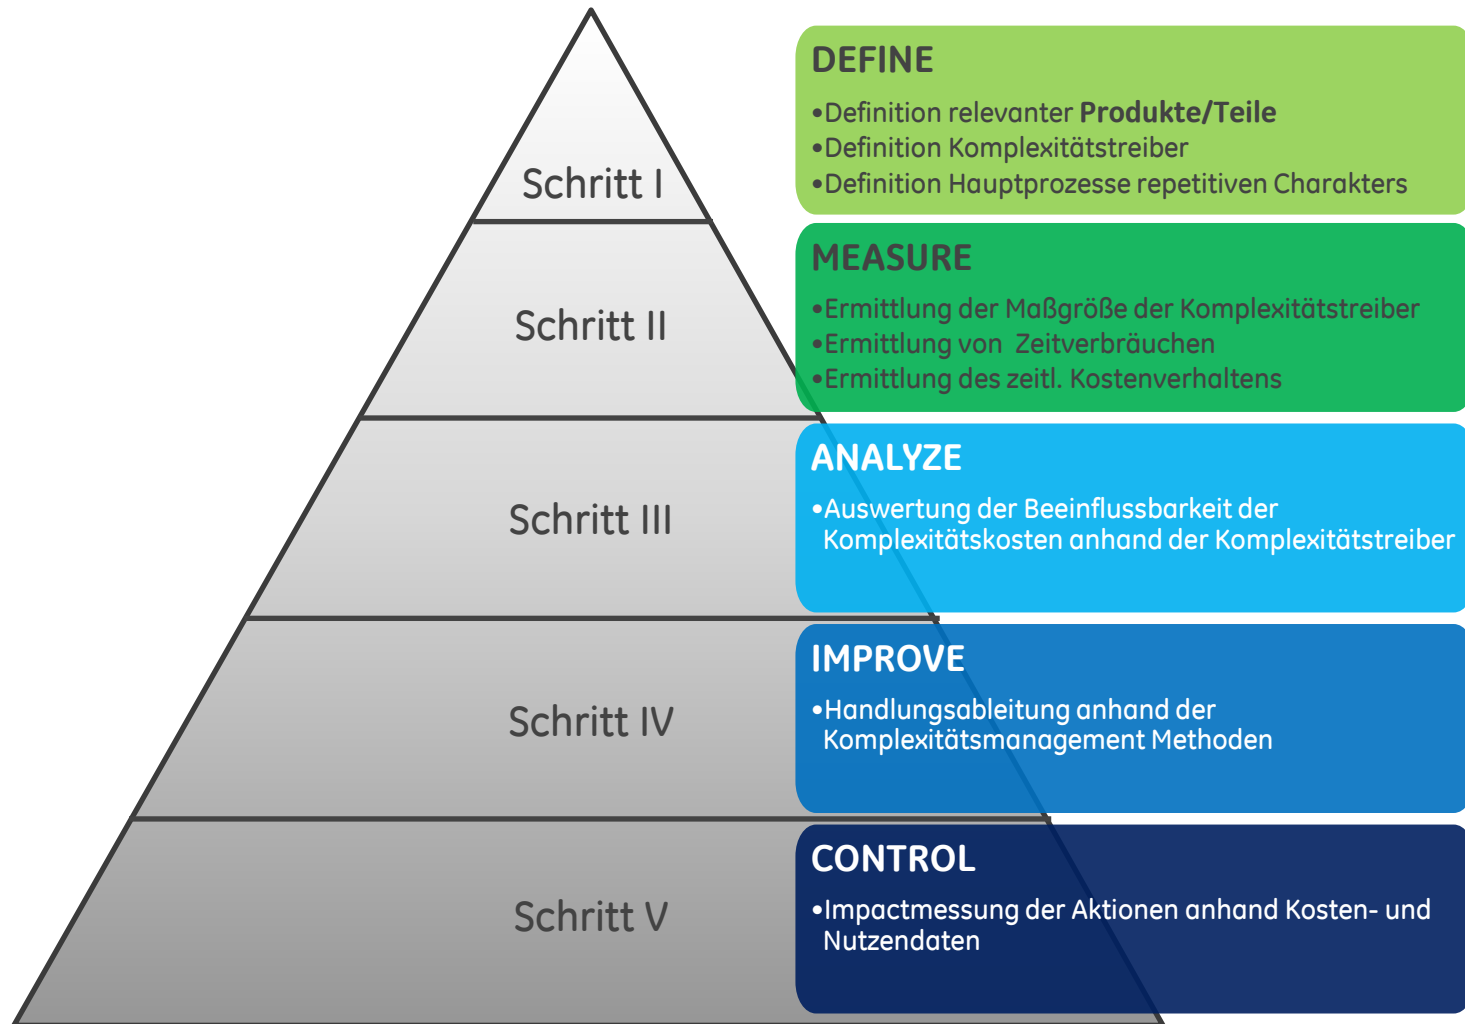 Schritt I
DEFINE
•Definition relevanter Produkte/Teile
•Definition Komplexitätstreiber
•Definition Hauptprozesse repetitiven Charakters
Schritt II
MEASURE
•Ermittlung der Maßgröße der Komplexitätstreiber
•Ermittlung von Zeitverbräuchen
•Ermittlung des zeitl. Kostenverhaltens
Schritt III
ANALYZE
•Auswertung der Beeinflussbarkeit der
Komplexitätskosten anhand der Komplexitätstreiber
Schritt IV
IMPROVE
•Handlungsableitung anhand der
Komplexitätsmanagement Methoden
Schritt V
CONTROL
•Impactmessung der Aktionen anhand Kosten- und
Nutzendaten